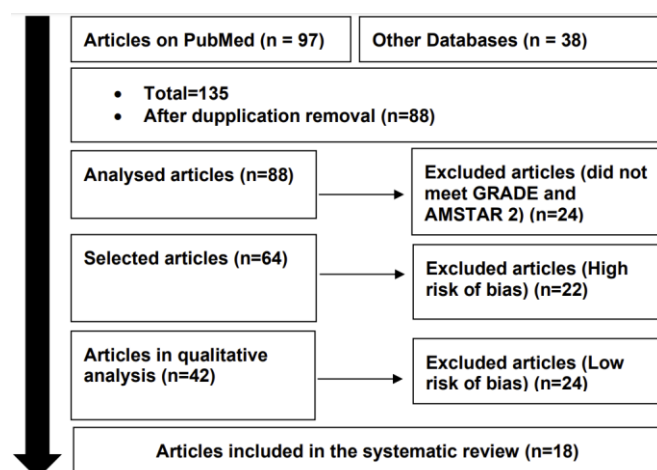 Articles on PubMed (n = 97)
Other Databases (n = 38)
• Total=135
• After dupplication removal (n=88)
Analysed articles (n=88)
Excluded articles (did not
meet GRADE and
AMSTAR 2) (n=24)
Selected articles (n=64)
Excluded articles (High
risk of bias) (n=22)
Articles in qualitative
analysis (n=42)
Excluded articles (Low
risk of bias) (n=24)
Articles included in the systematic review (n=18)